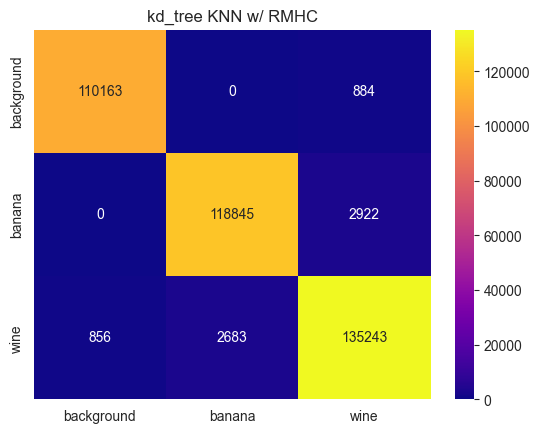 kd_tree KNN w/ RMHC
background
110163 0 884
banana
0 118845 2922
wine
856 2683 135243
background banana wine
120000
100000
80000
60000
40000
20000
0